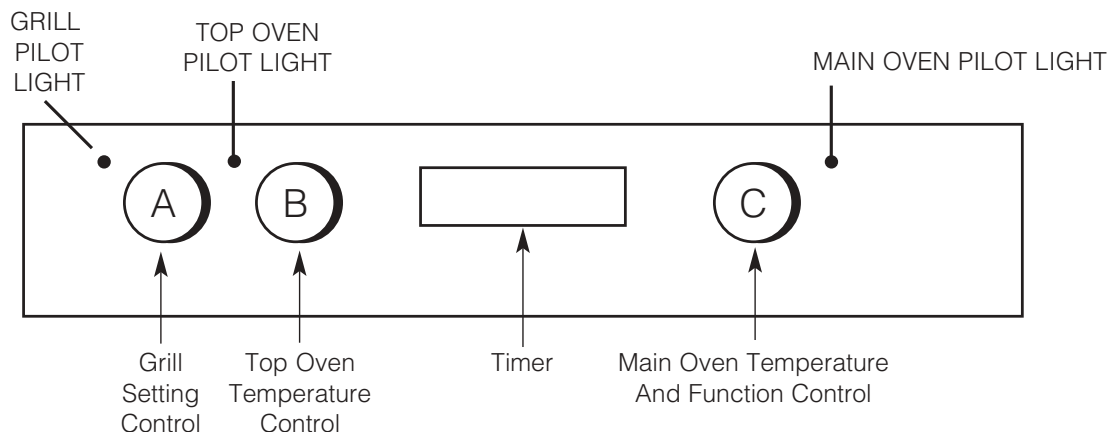 GRILL
PILOT
LIGHT
TOP OVEN
PILOT LIGHT
MAIN OVEN PILOT LIGHT
A
B
C
Grill
Setting
Control
Top Oven
Temperature
Control
Timer
Main Oven Temperature
And Function Control